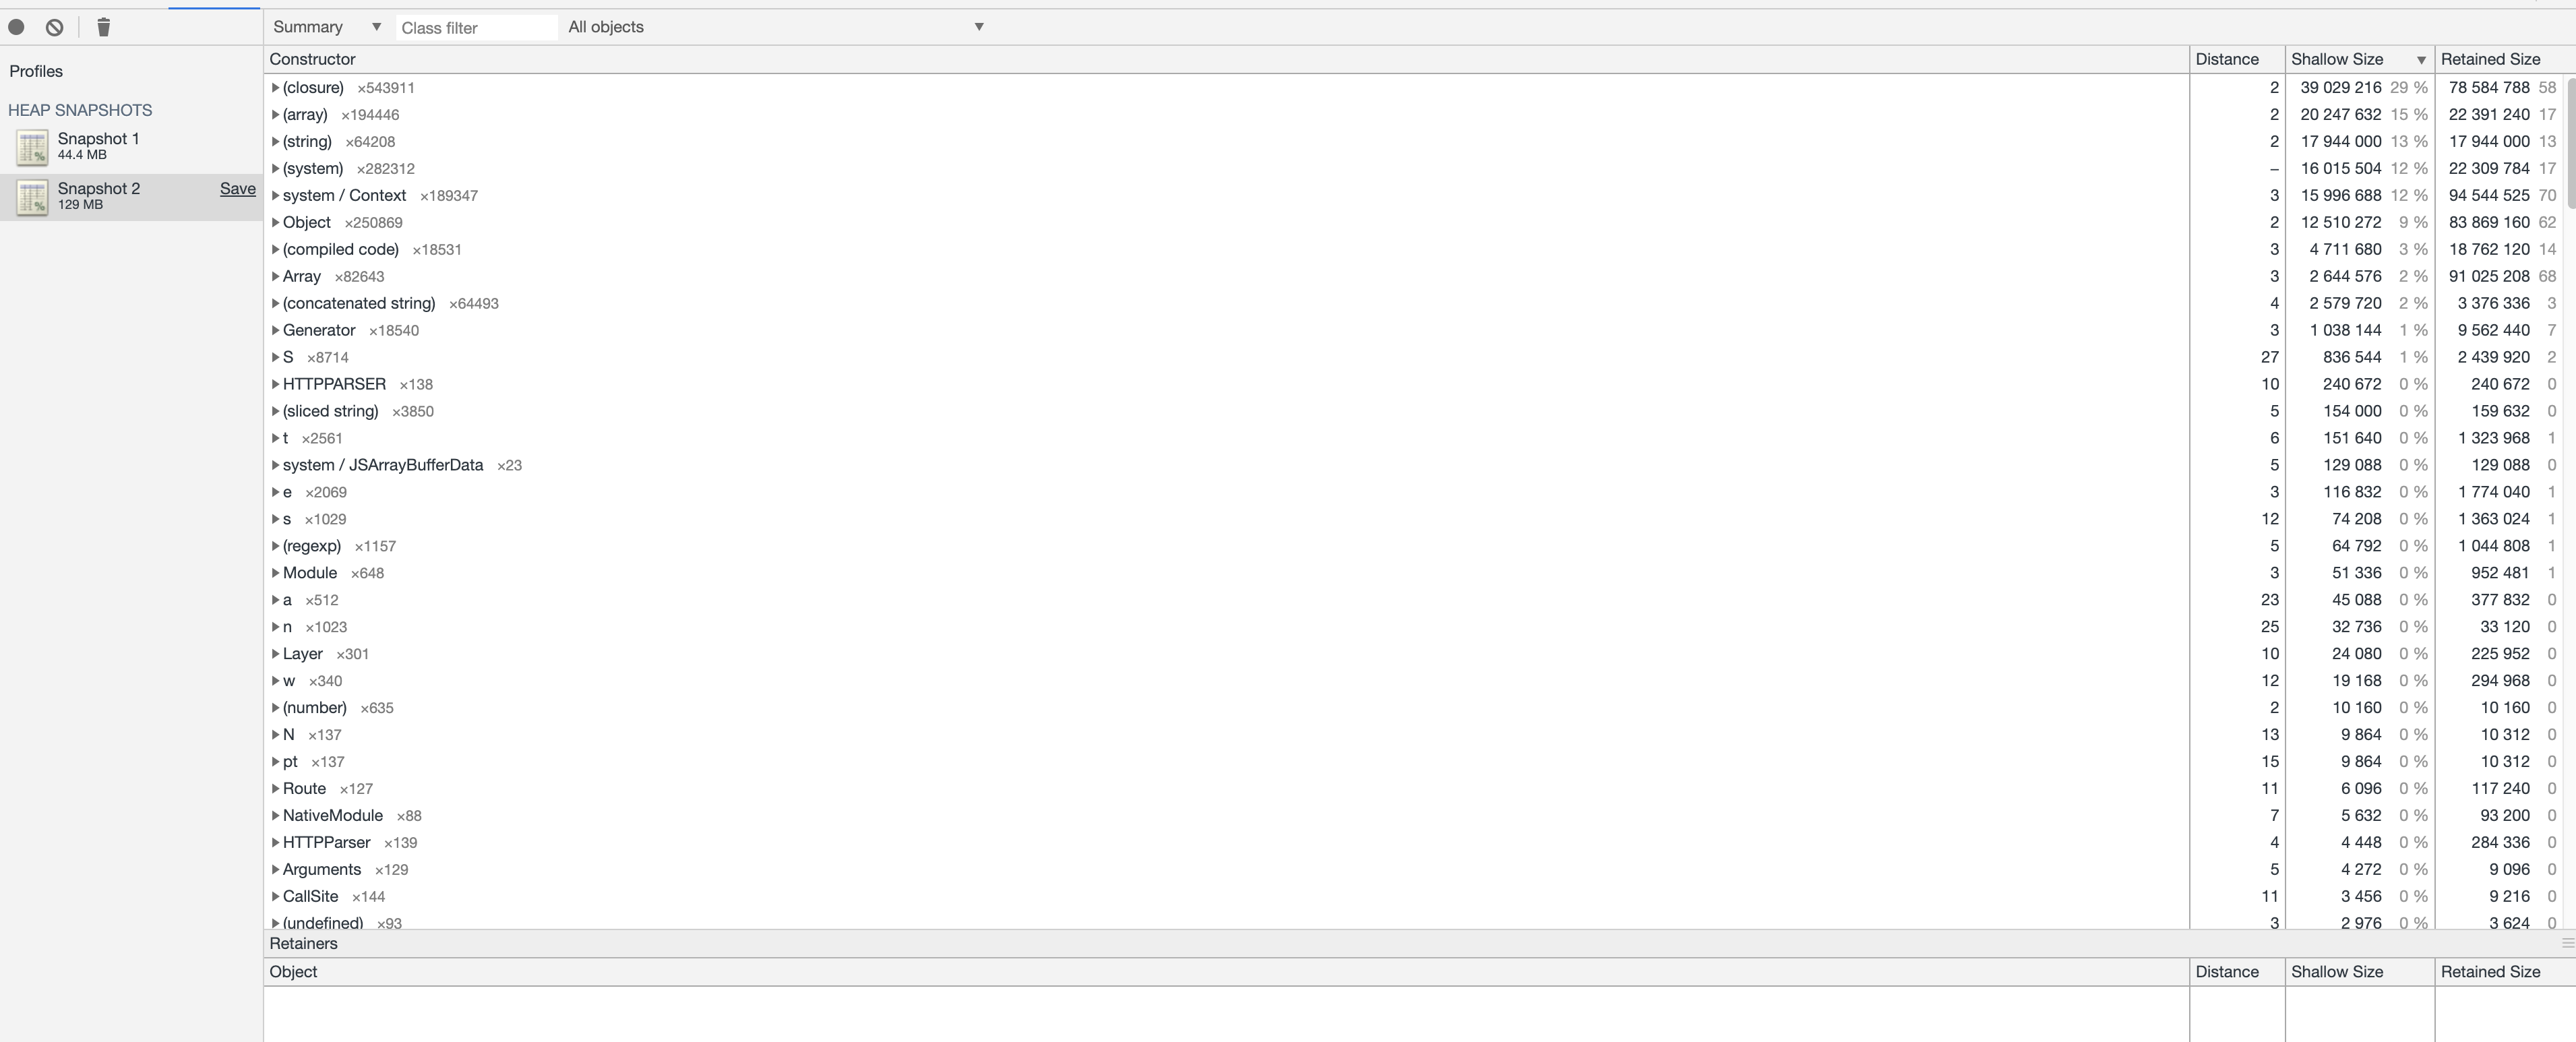 Summary ▼ Class filter All objects ▼
Profiles
HEAP SNAPSHOTS
Snapshot 1
44.4 MB
Snapshot 2 Save
129 MB
Constructor Distance Shallow Size ▼ Retained Size
(closure) ×543911 2 39 029 216 29 % 78 584 788 58
(array) ×194446 2 20 247 632 15 % 22 391 240 17
(string) ×64208 2 17 944 000 13 % 17 944 000 13
(system) ×282312 – 16 015 504 12 % 22 309 784 17
system / Context ×189347 3 15 996 688 12 % 94 544 525 70
Object ×250869 2 12 510 272 9 % 83 869 160 62
(compiled code) ×18531 3 4 711 680 3 % 18 762 120 14
Array ×82643 3 2 644 576 2 % 91 025 208 68
(concatenated string) ×64493 4 2 579 720 2 % 3 376 336 3
Generator ×18540 3 1 038 144 1 % 9 562 440 7
S ×8714 27 836 544 1 % 2 439 920 2
HTTPPARSER ×138 10 240 672 0 % 240 672 0
(sliced string) ×3850 5 154 000 0 % 159 632 0
t ×2561 6 151 640 0 % 1 323 968 1
system / JSArrayBufferData ×23 5 129 088 0 % 129 088 0
e ×2069 3 116 832 0 % 1 774 040 1
s ×1029 12 74 208 0 % 1 363 024 1
(regexp) ×1157 5 64 792 0 % 1 044 808 1
Module ×648 3 51 336 0 % 952 481 1
a ×512 23 45 088 0 % 377 832 0
n ×1023 25 32 736 0 % 33 120 0
Layer ×301 10 24 080 0 % 225 952 0
w ×340 12 19 168 0 % 294 968 0
(number) ×635 2 10 160 0 % 10 160 0
N ×137 13 9 864 0 % 10 312 0
pt ×137 15 9 864 0 % 10 312 0
Route ×127 11 6 096 0 % 117 240 0
NativeModule ×88 7 5 632 0 % 93 200 0
HTTPParser ×139 4 4 448 0 % 284 336 0
Arguments ×129 5 4 272 0 % 9 096 0
CallSite ×144 11 3 456 0 % 9 216 0
(undefined) ×93 3 2 976 0 % 3 624 0
Retainers
Object Distance Shallow Size Retained Size